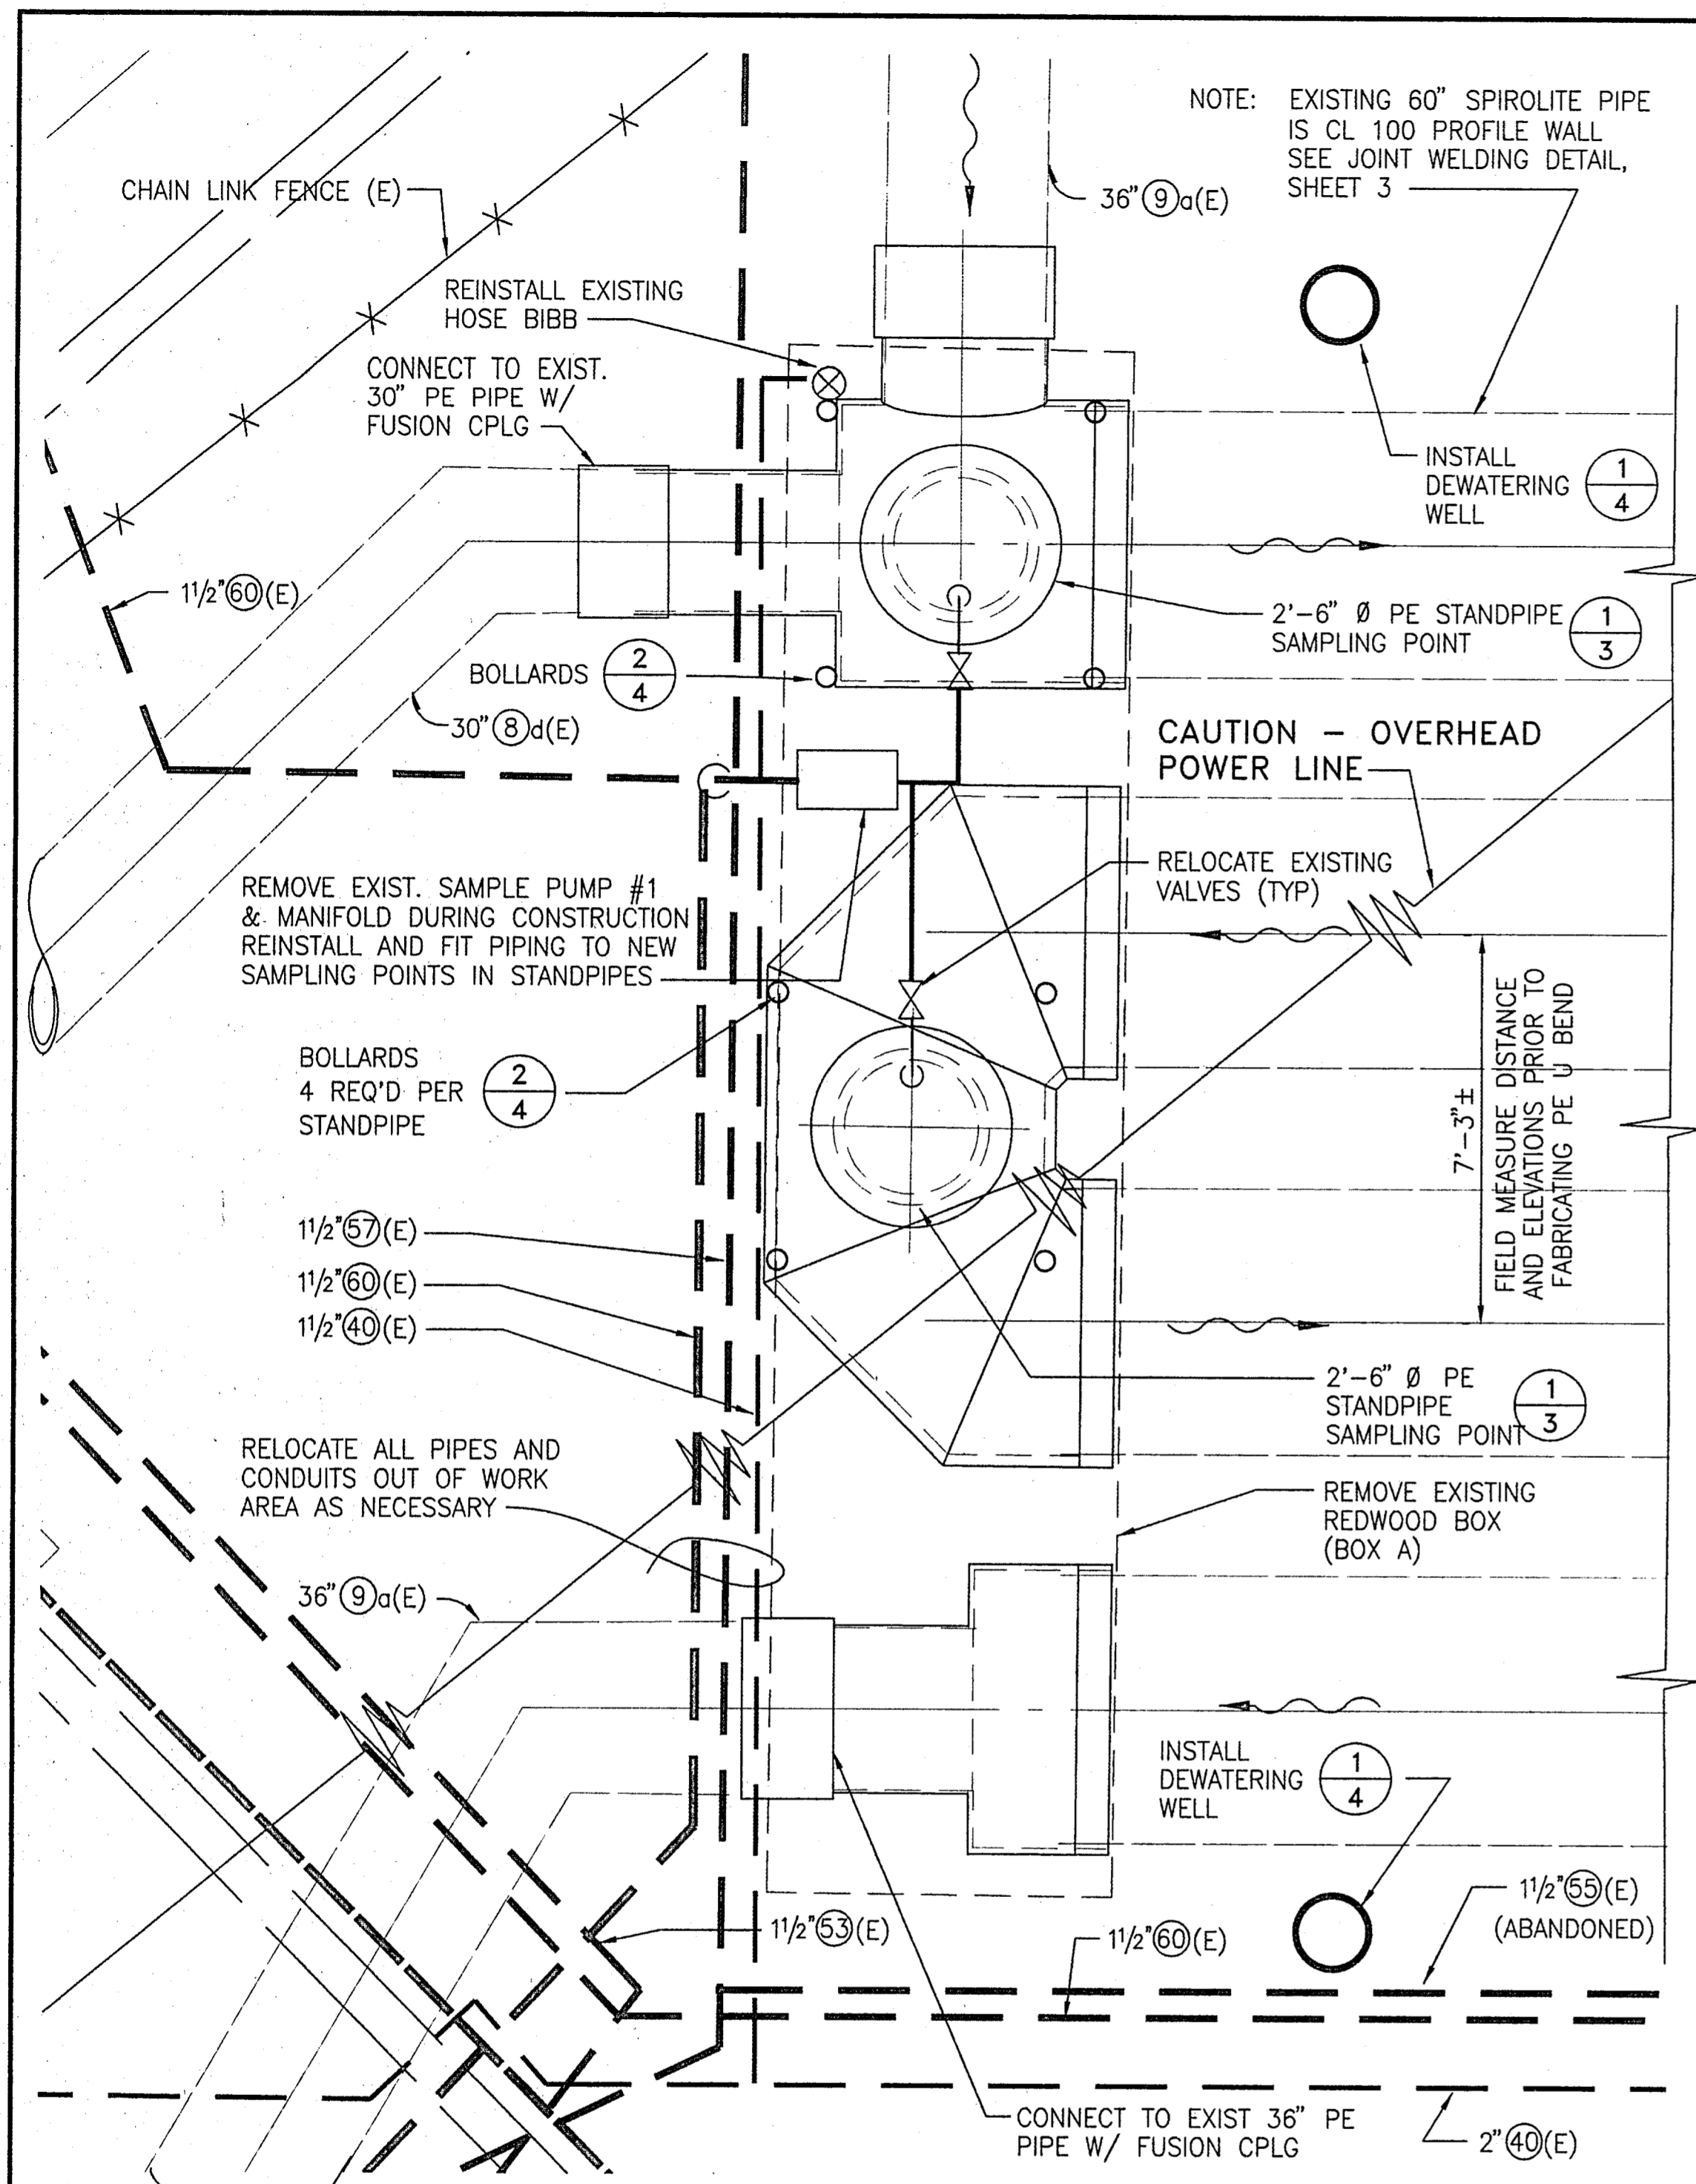 NOTE: EXISTING 60" SPIROLITE PIPE
IS CL 100 PROFILE WALL
SEE JOINT WELDING DETAIL,
SHEET 3
CHAIN LINK FENCE (E)
36" 9 a(E)
REINSTALL EXISTING
HOSE BIBB
CONNECT TO EXIST.
30" PE PIPE W/
FUSION CPLG
INSTALL
DEWATERING
WELL
1
4
1 1/2" 60 (E)
2'-6" Ø PE STANDPIPE
SAMPLING POINT
1
3
BOLLARDS
2
4
30" 8 d(E)
CAUTION - OVERHEAD
POWER LINE
RELOCATE EXISTING
VALVES (TYP)
REMOVE EXIST. SAMPLE PUMP #1
& MANIFOLD DURING CONSTRUCTION
REINSTALL AND FIT PIPING TO NEW
SAMPLING POINTS IN STANDPIPES
BOLLARDS
4 REQ'D PER
STANDPIPE
2
4
7'-3"±
FIELD MEASURE DISTANCE
AND ELEVATIONS PRIOR TO
FABRICATING PE U BEND
1 1/2" 57 (E)
1 1/2" 60 (E)
1 1/2" 40 (E)
2'-6" Ø PE
STANDPIPE
SAMPLING POINT
1
3
RELOCATE ALL PIPES AND
CONDUITS OUT OF WORK
AREA AS NECESSARY
REMOVE EXISTING
REDWOOD BOX
(BOX A)
36" 9 a(E)
INSTALL
DEWATERING
WELL
1
4
1 1/2" 53 (E)
1 1/2" 60 (E)
1 1/2" 55 (E)
(ABANDONED)
CONNECT TO EXIST 36" PE
PIPE W/ FUSION CPLG
2" 40 (E)